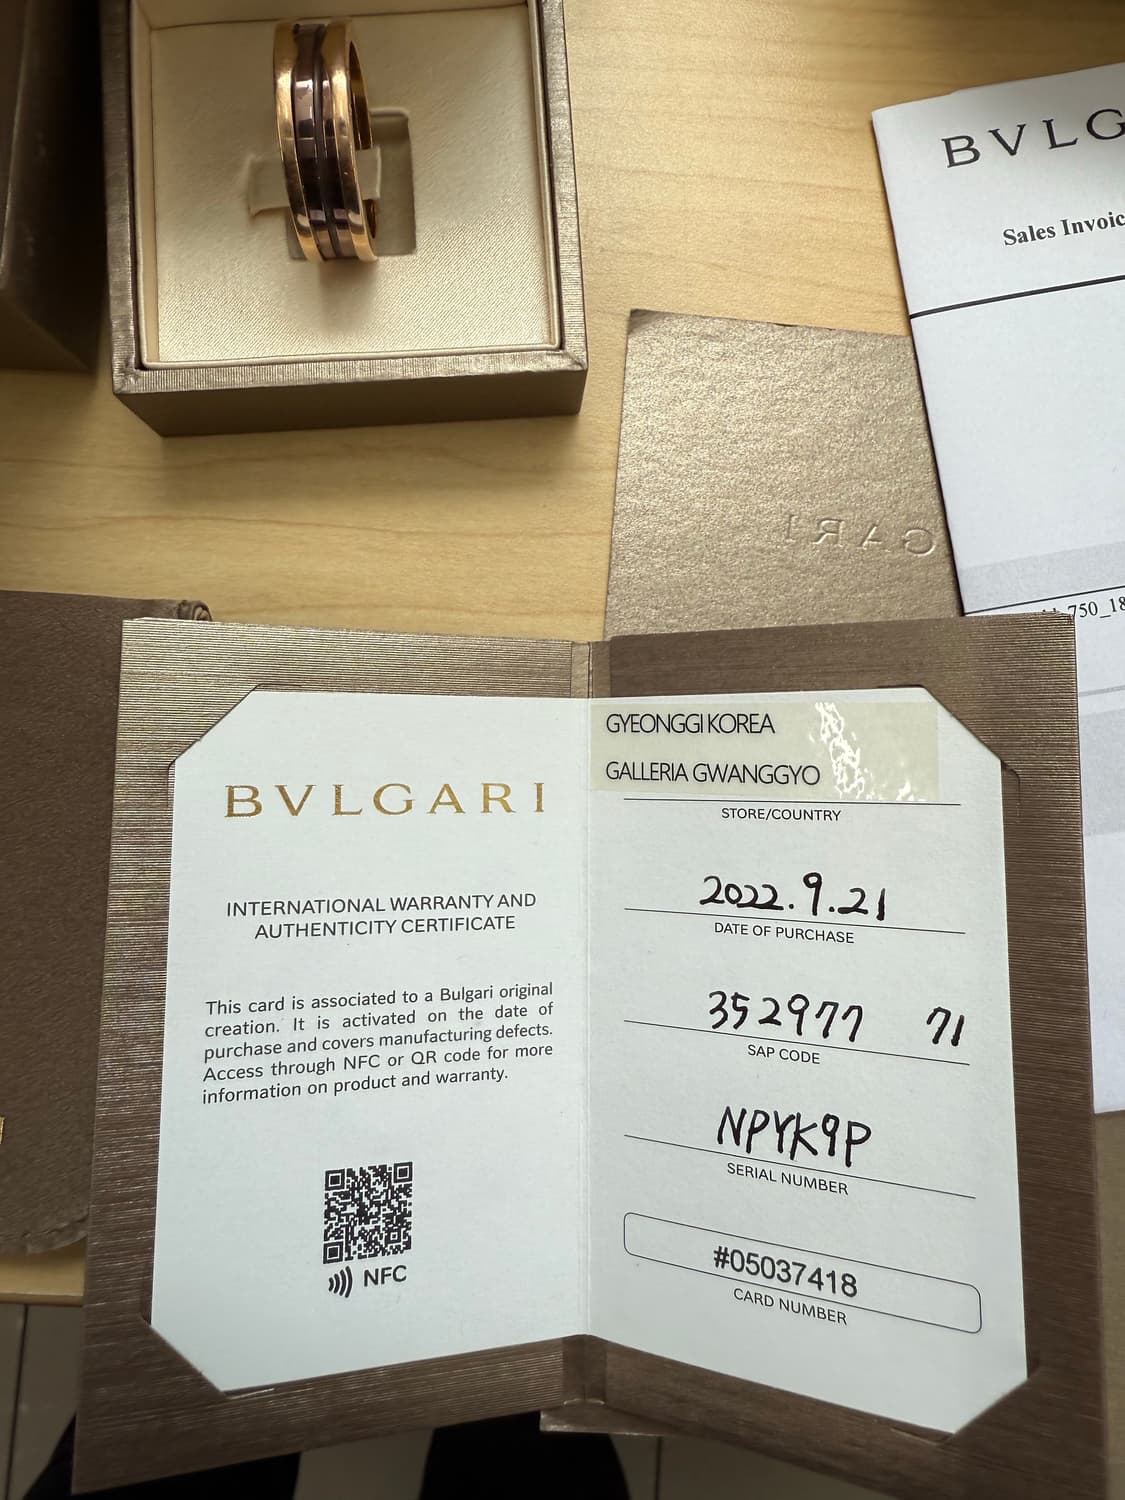 BVLG
Sales Invoic
750_18
GARI
BVLGARI
INTERNATIONAL WARRANTY AND
AUTHENTICITY CERTIFICATE
This card is associated to a Bulgari original
creation. It is activated on the date of
purchase and covers manufacturing defects.
Access through NFC or QR code for more
information on product and warranty.
NFC
GYEONGGI KOREA
GALLERIA GWANGGYO
STORE/COUNTRY
2022.9.21
DATE OF PURCHASE
352977 71
SAP CODE
NPYK9P
SERIAL NUMBER
#05037418
CARD NUMBER